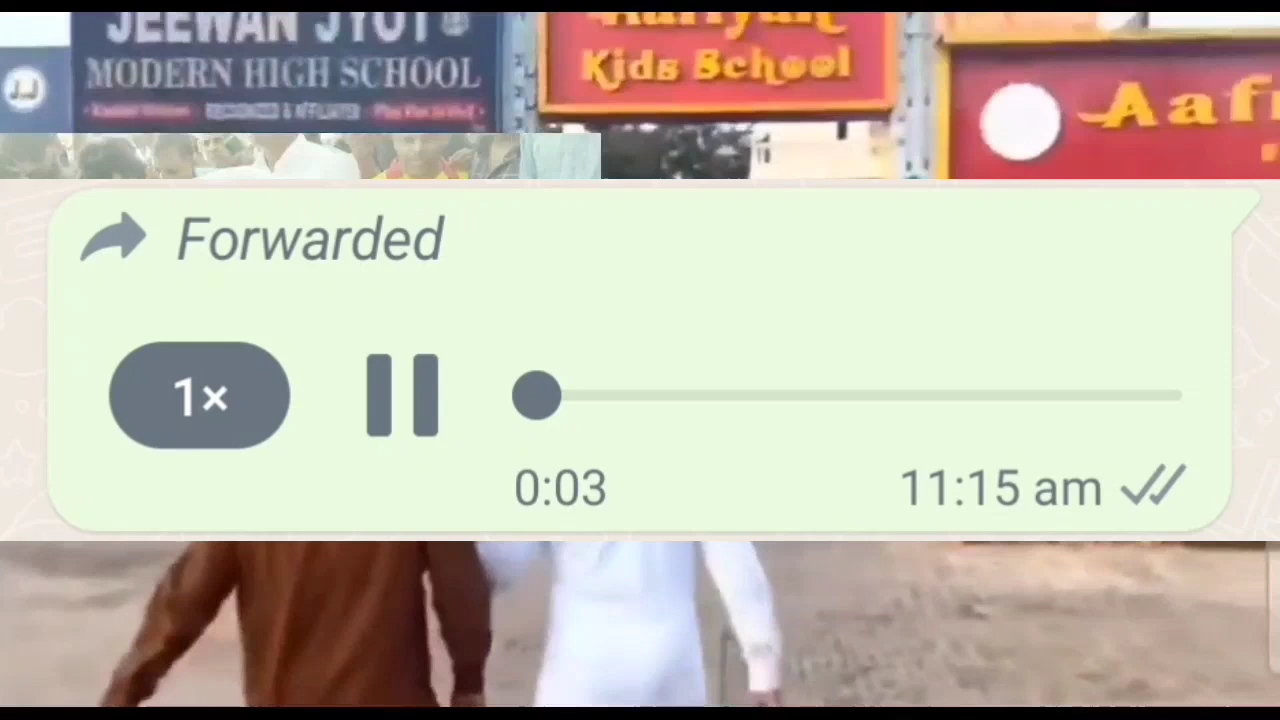 JEEWAN JYOT
MODERN HIGH SCHOOL
Kids School
Aaf
Forwarded
1×
0:03
11:15 am